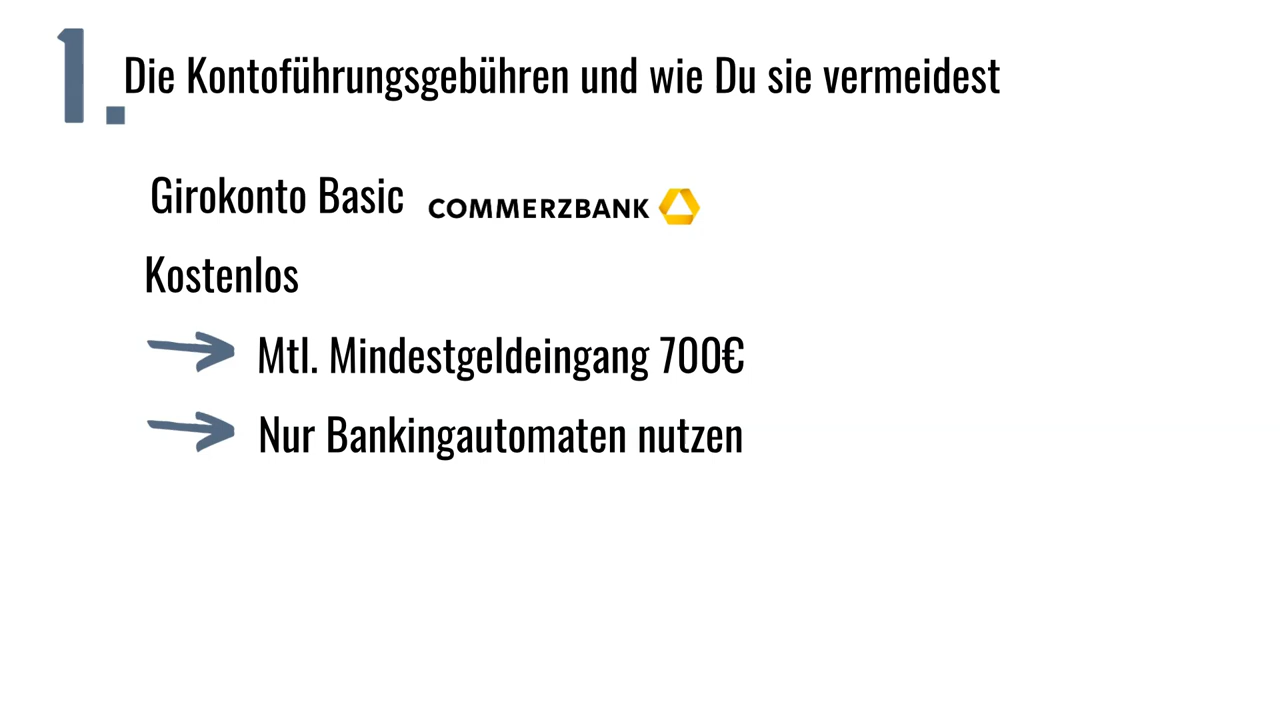 1. Die Kontoführungsgebühren und wie Du sie vermeidest
Girokonto Basic COMMERZBANK
Kostenlos
Mtl. Mindestgeldeingang 700€
Nur Bankingautomaten nutzen